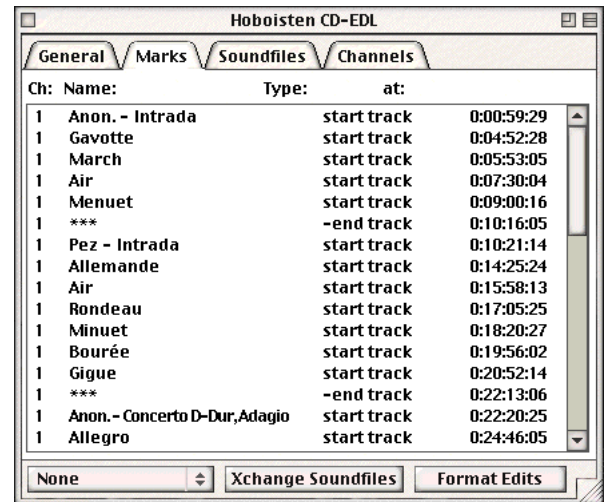 Hoboisten CD-EDL
General Marks Soundfiles Channels
Ch: Name: Type: at:
1 Anon. - Intrada start track 0:00:59:29
1 Gavotte start track 0:04:52:28
1 March start track 0:05:53:05
1 Air start track 0:07:30:04
1 Menuet start track 0:09:00:16
1 *** -end track 0:10:16:05
1 Pez - Intrada start track 0:10:21:14
1 Allemande start track 0:14:25:24
1 Air start track 0:15:58:13
1 Rondeau start track 0:17:05:25
1 Minuet start track 0:18:20:27
1 Bourée start track 0:19:56:02
1 Gigue start track 0:20:52:14
1 *** -end track 0:22:13:06
1 Anon.- Concerto D-Dur,Adagio start track 0:22:20:25
1 Allegro start track 0:24:46:05
None Xchange Soundfiles Format Edits